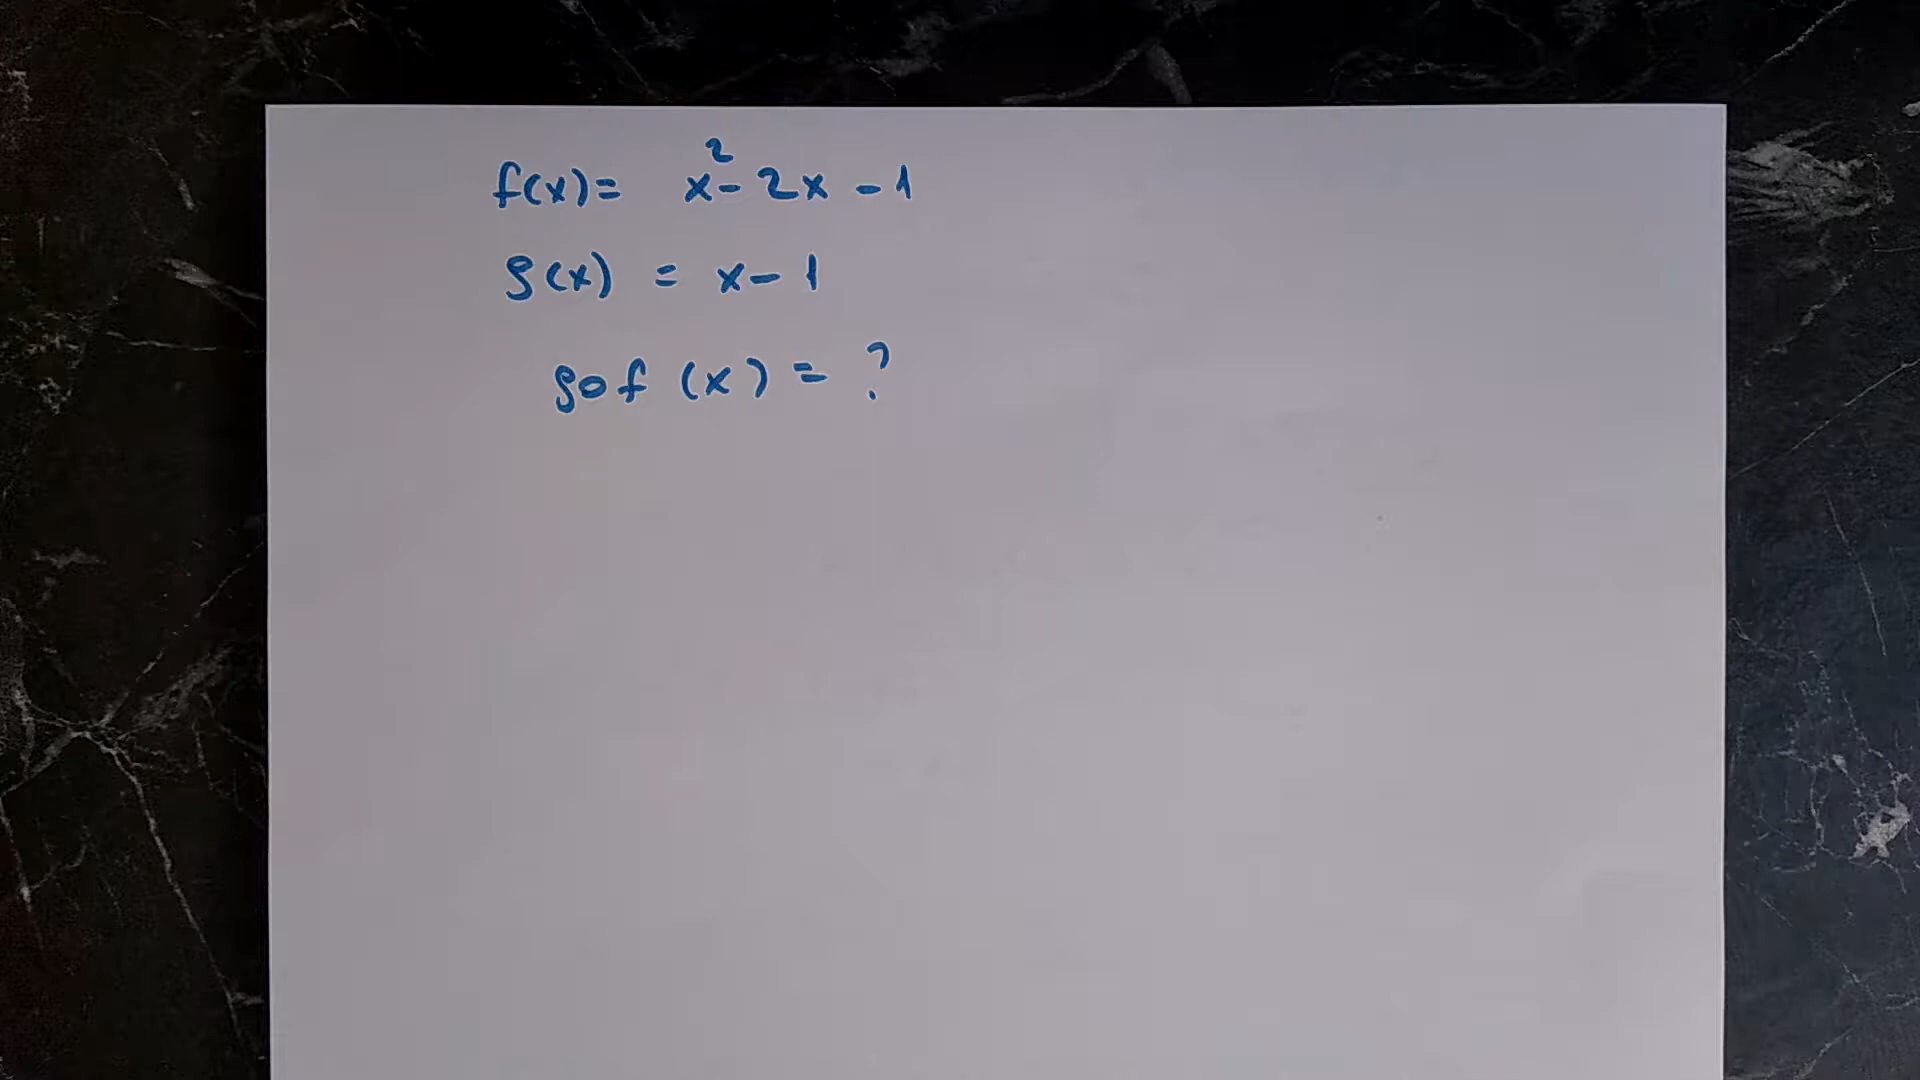 f(x) = x² - 2x - 1
g(x) = x - 1
gof (x) = ?